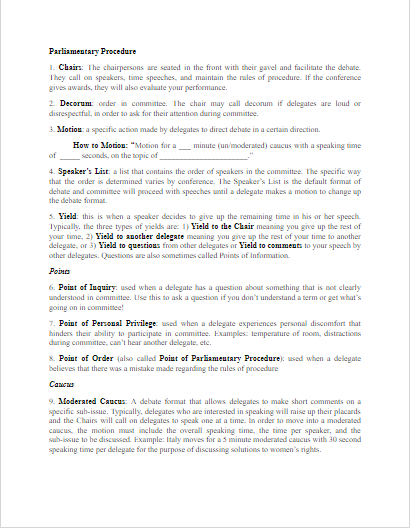 Parliamentary Procedure
1. Chairs: The chairpersons are seated in the front with their gavel and facilitate the debate.
They call on speakers, time speeches, and maintain the rules of procedure. If the conference
gives awards, they will also evaluate your performance.
2. Decorum: order in committee. The chair may call decorum if delegates are loud or
disrespectful, in order to ask for their attention during committee.
3. Motion: a specific action made by delegates to direct debate in a certain direction.
How to Motion: “Motion for a ___ minute (un/moderated) caucus with a speaking time
of _____ seconds, on the topic of ______________________.”
4. Speaker’s List: a list that contains the order of speakers in the committee. The specific way
that the order is determined varies by conference. The Speaker’s List is the default format of
debate and committee will proceed with speeches until a delegate makes a motion to change up
the debate format.
5. Yield: this is when a speaker decides to give up the remaining time in his or her speech.
Typically, the three types of yields are: 1) Yield to the Chair meaning you give up the rest of
your time, 2) Yield to another delegate meaning you give up the rest of your time to another
delegate, or 3) Yield to questions from other delegates or Yield to comments to your speech by
other delegates. Questions are also sometimes called Points of Information.
Points
6. Point of Inquiry: used when a delegate has a question about something that is not clearly
understood in committee. Use this to ask a question if you don’t understand a term or get what’s
going on in committee!
7. Point of Personal Privilege: used when a delegate experiences personal discomfort that
hinders their ability to participate in committee. Examples: temperature of room, distractions
during committee, can’t hear another delegate, etc.
8. Point of Order (also called Point of Parliamentary Procedure): used when a delegate
believes that there was a mistake made regarding the rules of procedure
Caucus
9. Moderated Caucus: A debate format that allows delegates to make short comments on a
specific sub-issue. Typically, delegates who are interested in speaking will raise up their placards
and the Chairs will call on delegates to speak one at a time. In order to move into a moderated
caucus, the motion must include the overall speaking time, the time per speaker, and the
sub-issue to be discussed. Example: Italy moves for a 5 minute moderated caucus with 30 second
speaking time per delegate for the purpose of discussing solutions to women’s rights.